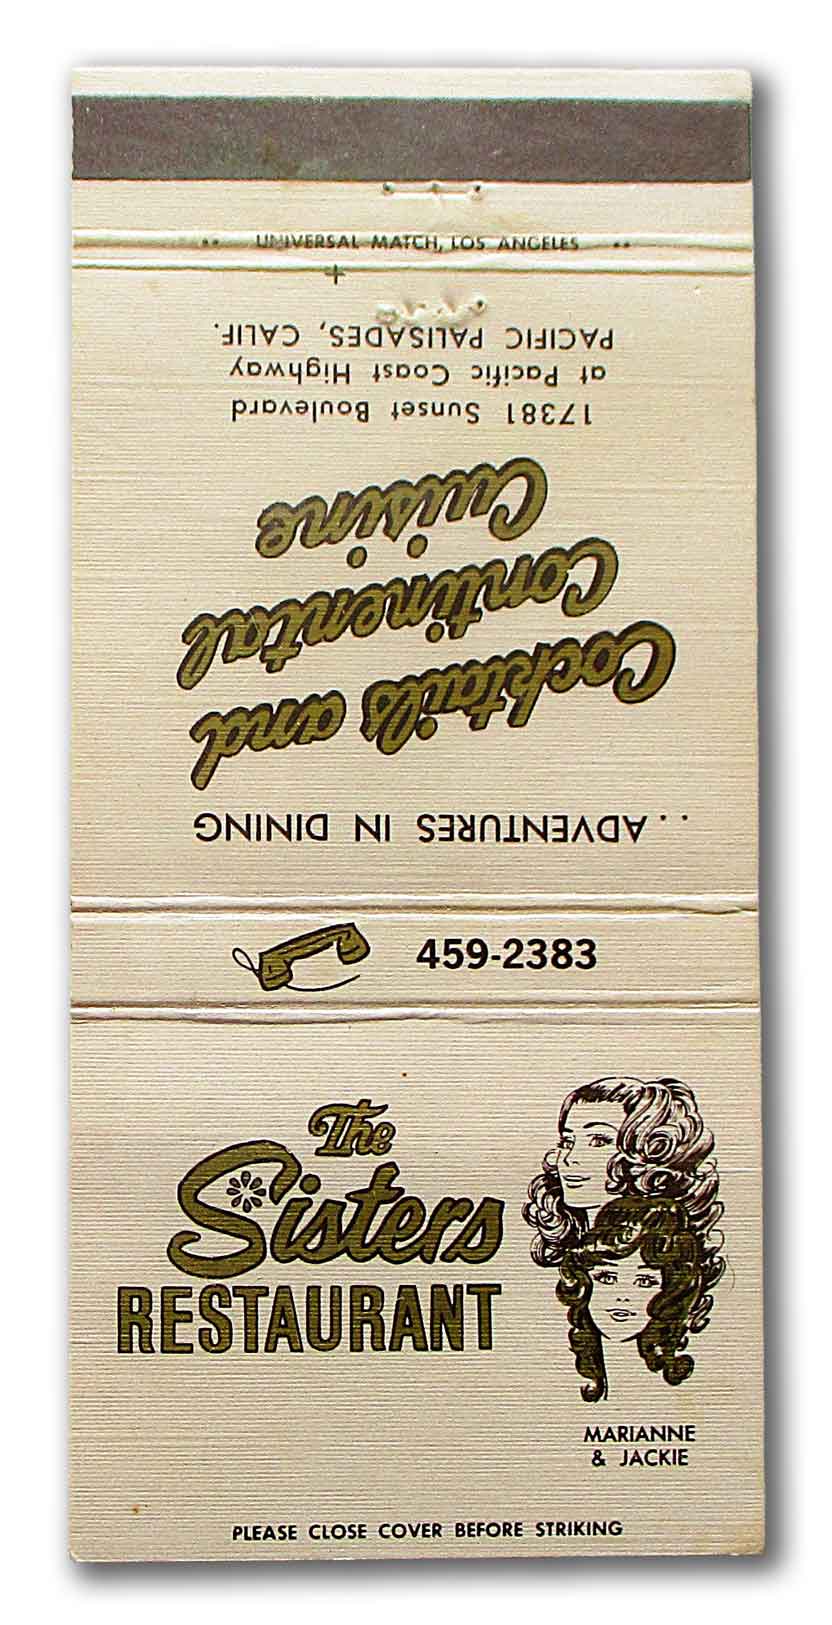 UNIVERSAL MATCH, LOS ANGELES
..ADVENTURES IN DINING
Cocktails and
Continental
Cuisine
17381 Sunset Boulevard
at Pacific Coast Highway
PACIFIC PALISADES, CALIF.
459-2383
The
Sisters
RESTAURANT
MARIANNE
& JACKIE
PLEASE CLOSE COVER BEFORE STRIKING